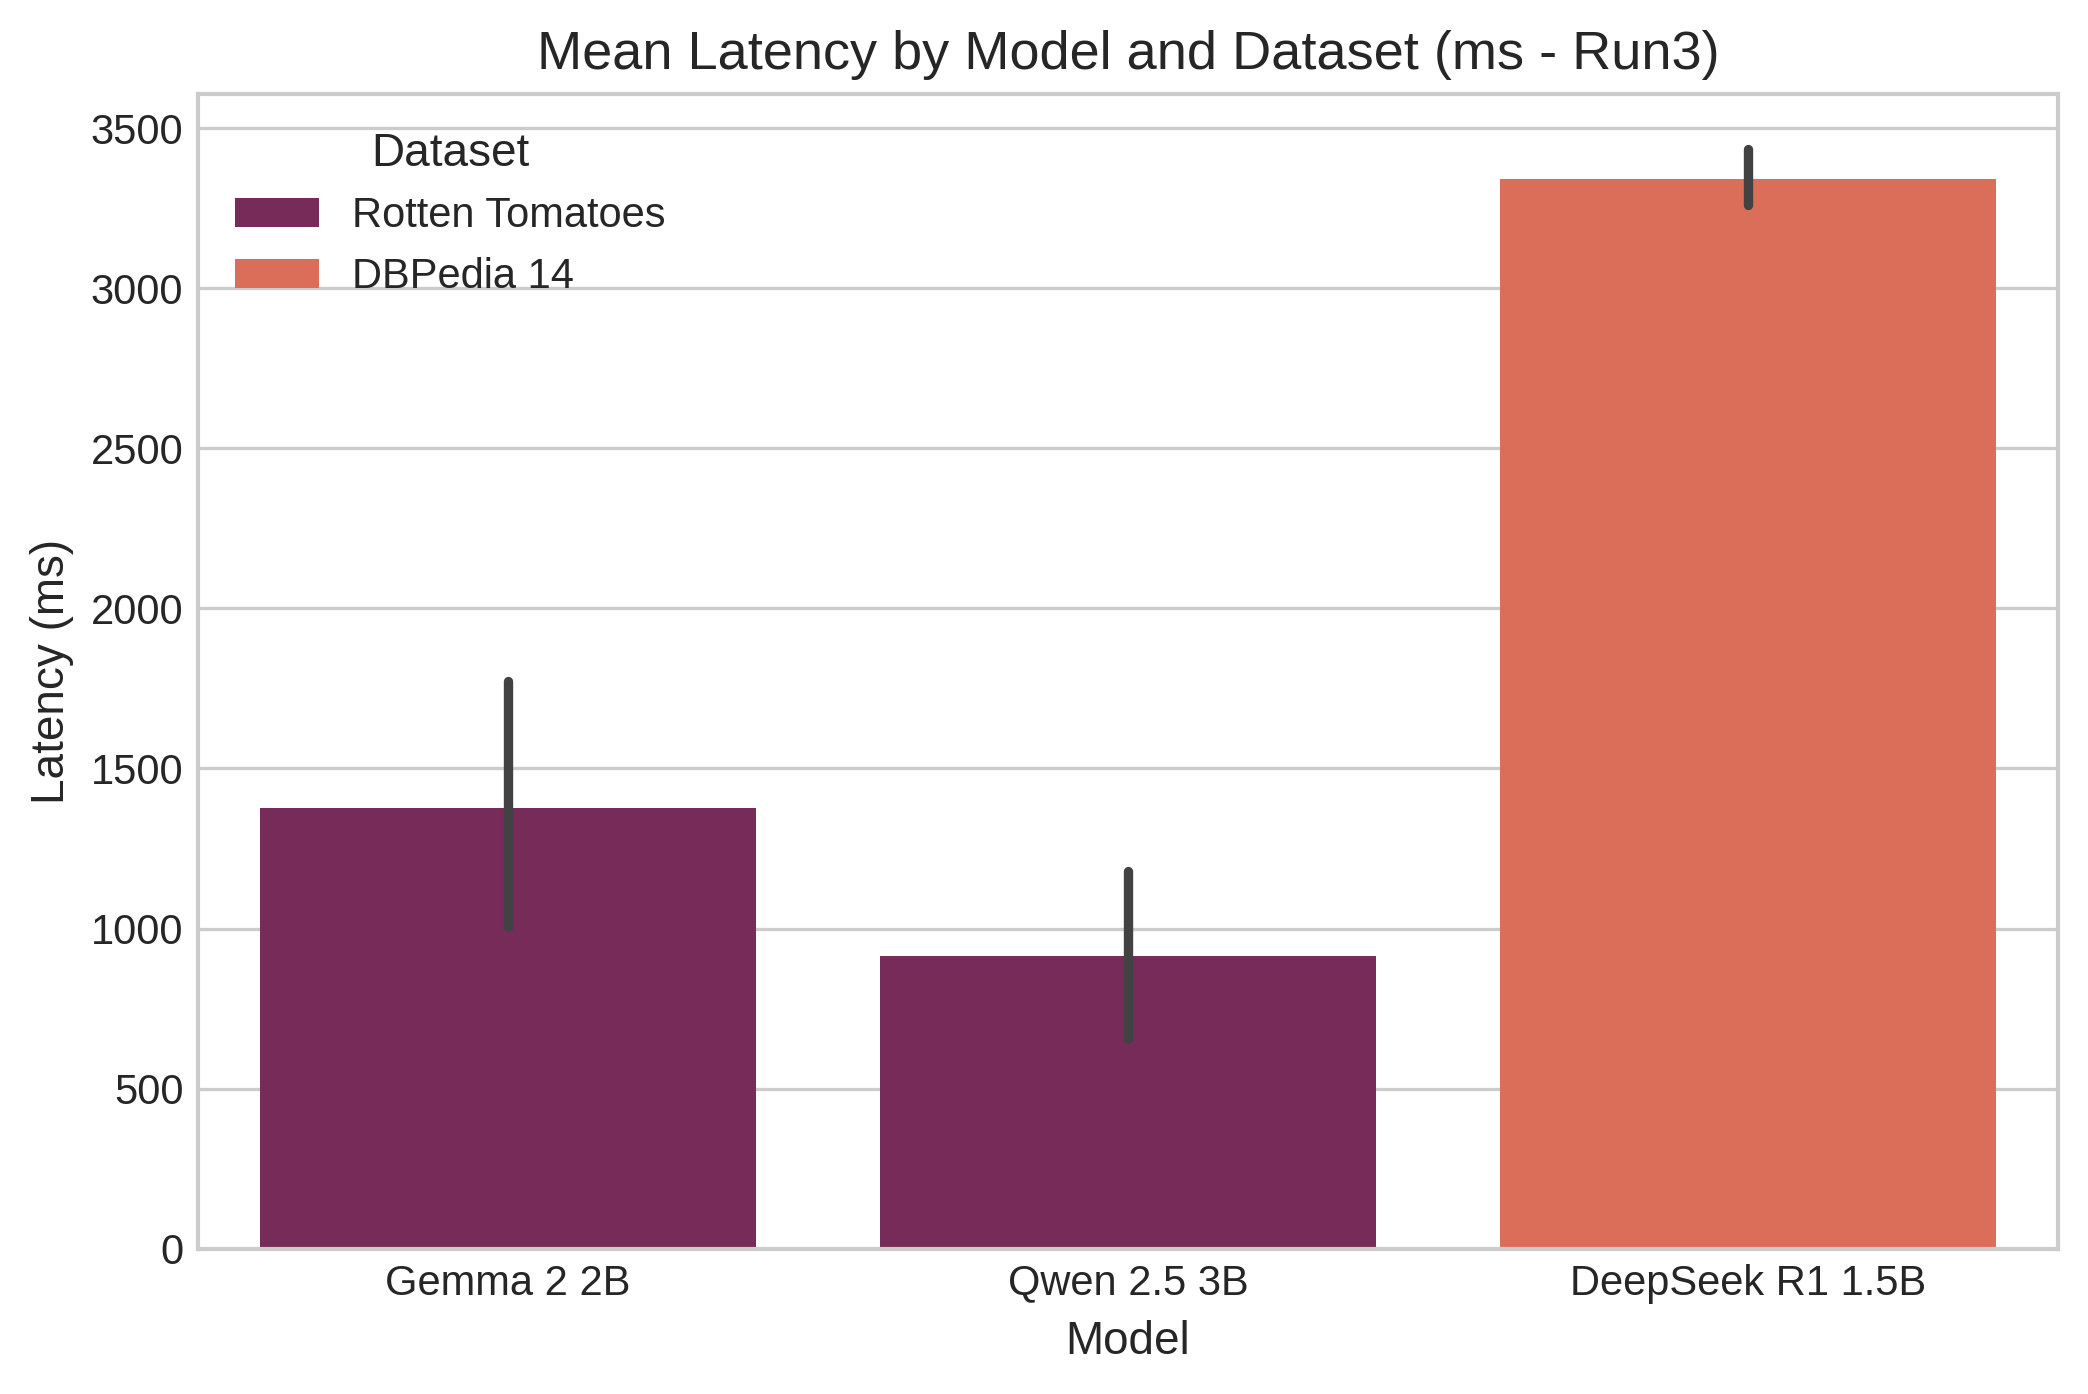 Mean Latency by Model and Dataset (ms - Run3)
Dataset
Rotten Tomatoes
DBPedia 14
Latency (ms)
3500
3000
2500
2000
1500
1000
500
0
Gemma 2 2B
Qwen 2.5 3B
DeepSeek R1 1.5B
Model